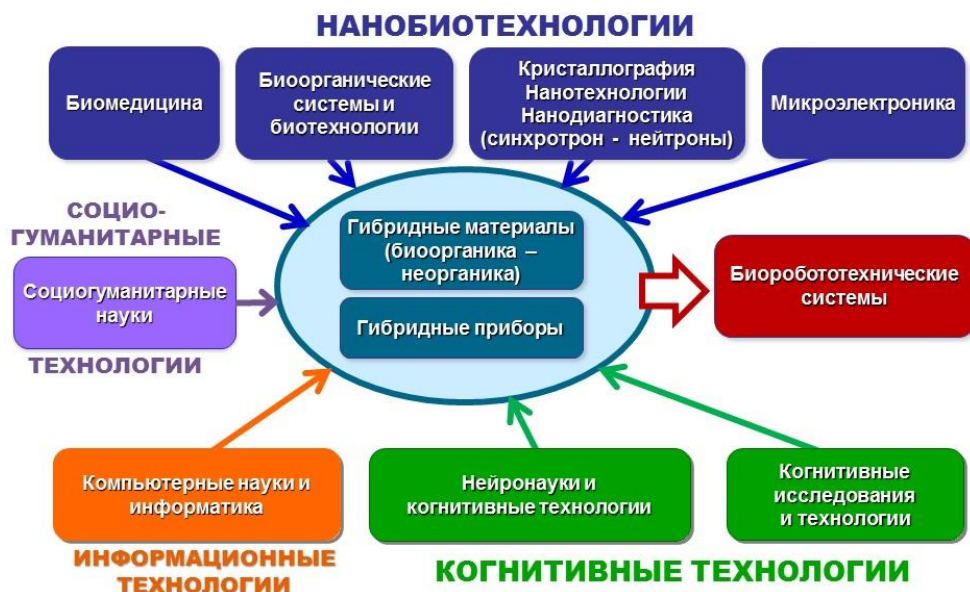 НАНОБИОТЕХНОЛОГИИ
Биомедицина
Биоорганические
системы и
биотехнологии
Кристаллография
Нанотехнологии
Нанодиагностика
(синхротрон - нейтроны)
Микроэлектроника
СОЦИО-
ГУМАНИТАРНЫЕ
Социогуманитарные
науки
ТЕХНОЛОГИИ
Гибридные материалы
(биоорганика –
неорганика)
Гибридные приборы
Биоробототехнические
системы
Компьютерные науки и
информатика
ИНФОРМАЦИОННЫЕ
ТЕХНОЛОГИИ
Нейронауки и
когнитивные технологии
Когнитивные
исследования
и технологии
КОГНИТИВНЫЕ ТЕХНОЛОГИИ